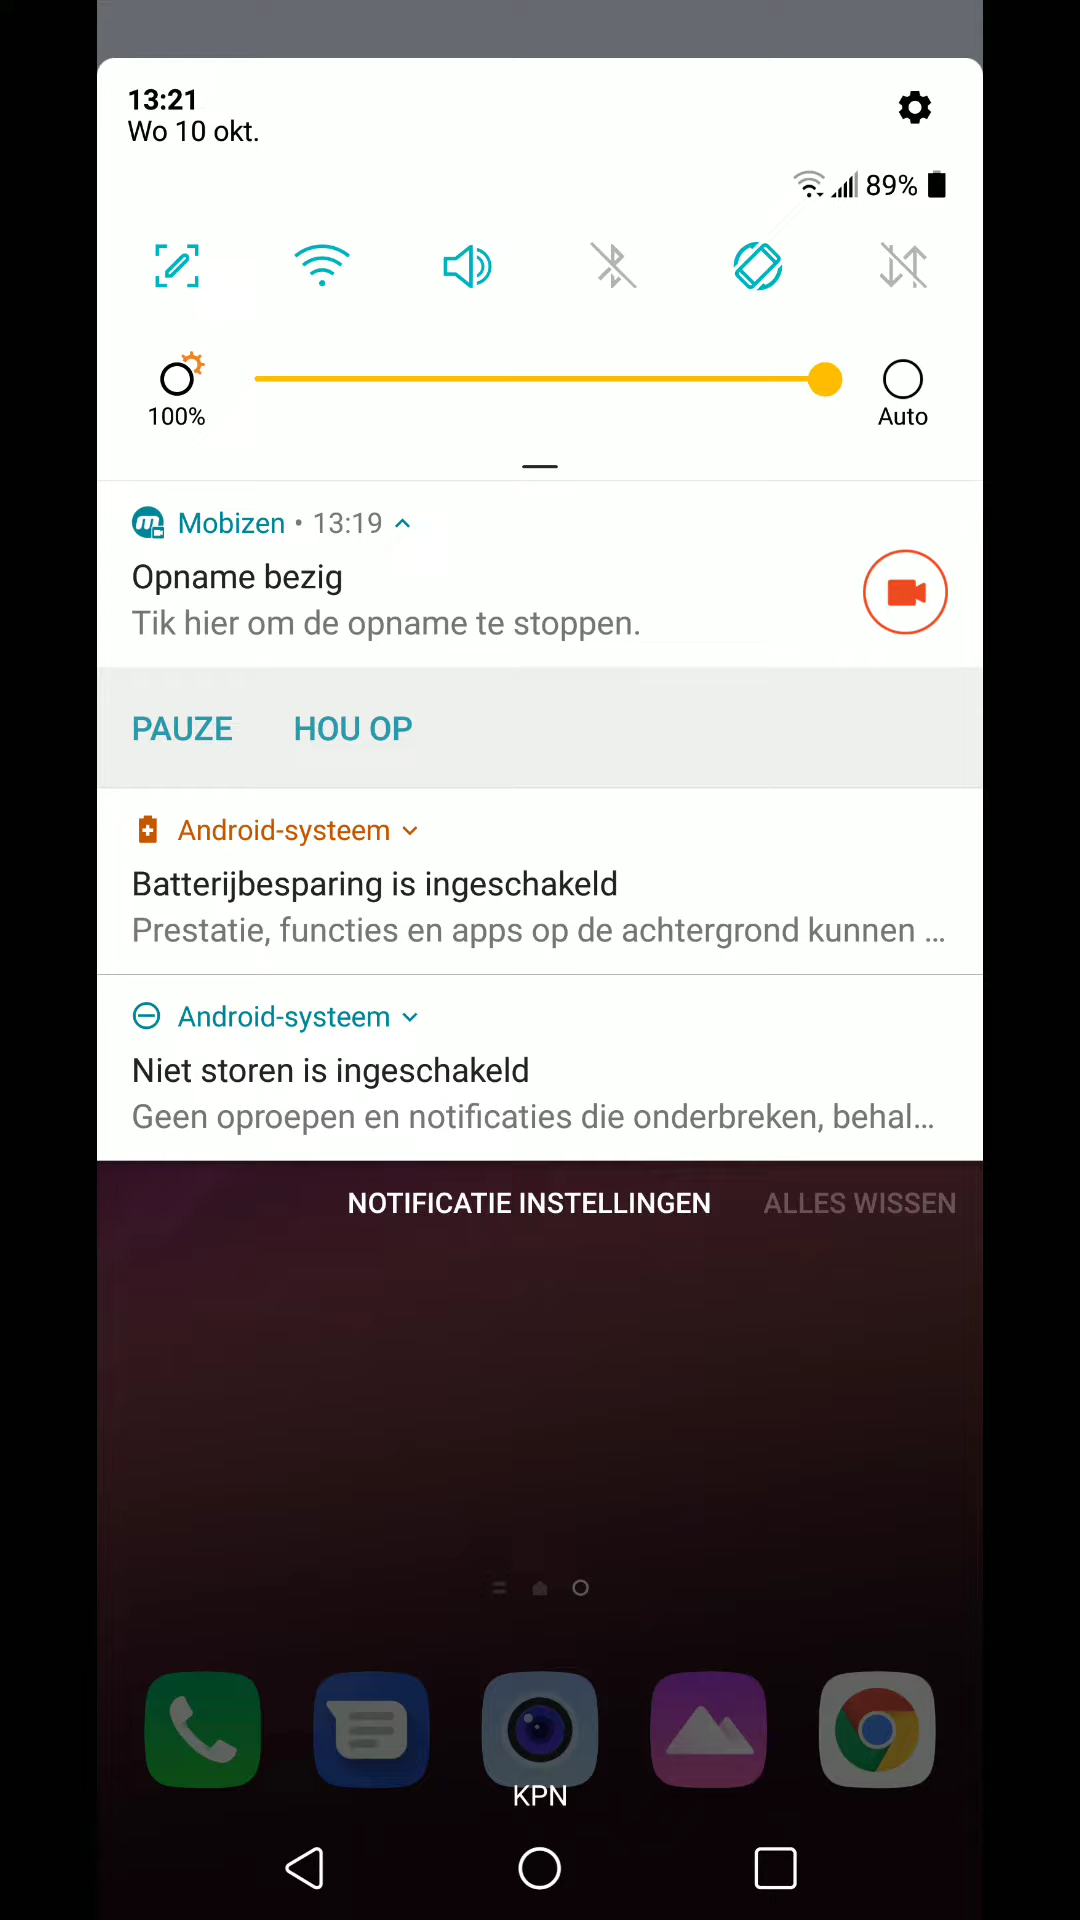 13:21
Wo 10 okt.
89%
100%
Auto
Mobizen • 13:19
Opname bezig
Tik hier om de opname te stoppen.
PAUZE HOU OP
Android-systeem
Batterijbesparing is ingeschakeld
Prestatie, functies en apps op de achtergrond kunnen ...
Android-systeem
Niet storen is ingeschakeld
Geen oproepen en notificaties die onderbreken, behal...
NOTIFICATIE INSTELLINGEN ALLES WISSEN
KPN